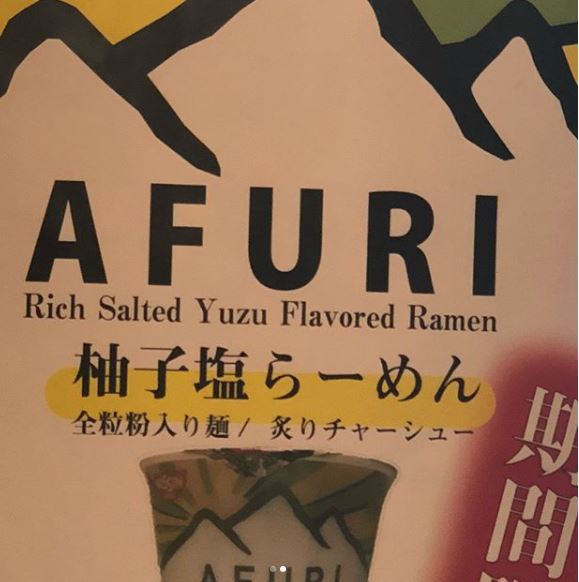 AFURI
Rich Salted Yuzu Flavored Ramen
柚子塩らーめん
全粒粉入り麺 / 炙りチャーシュー
期間
AFURI